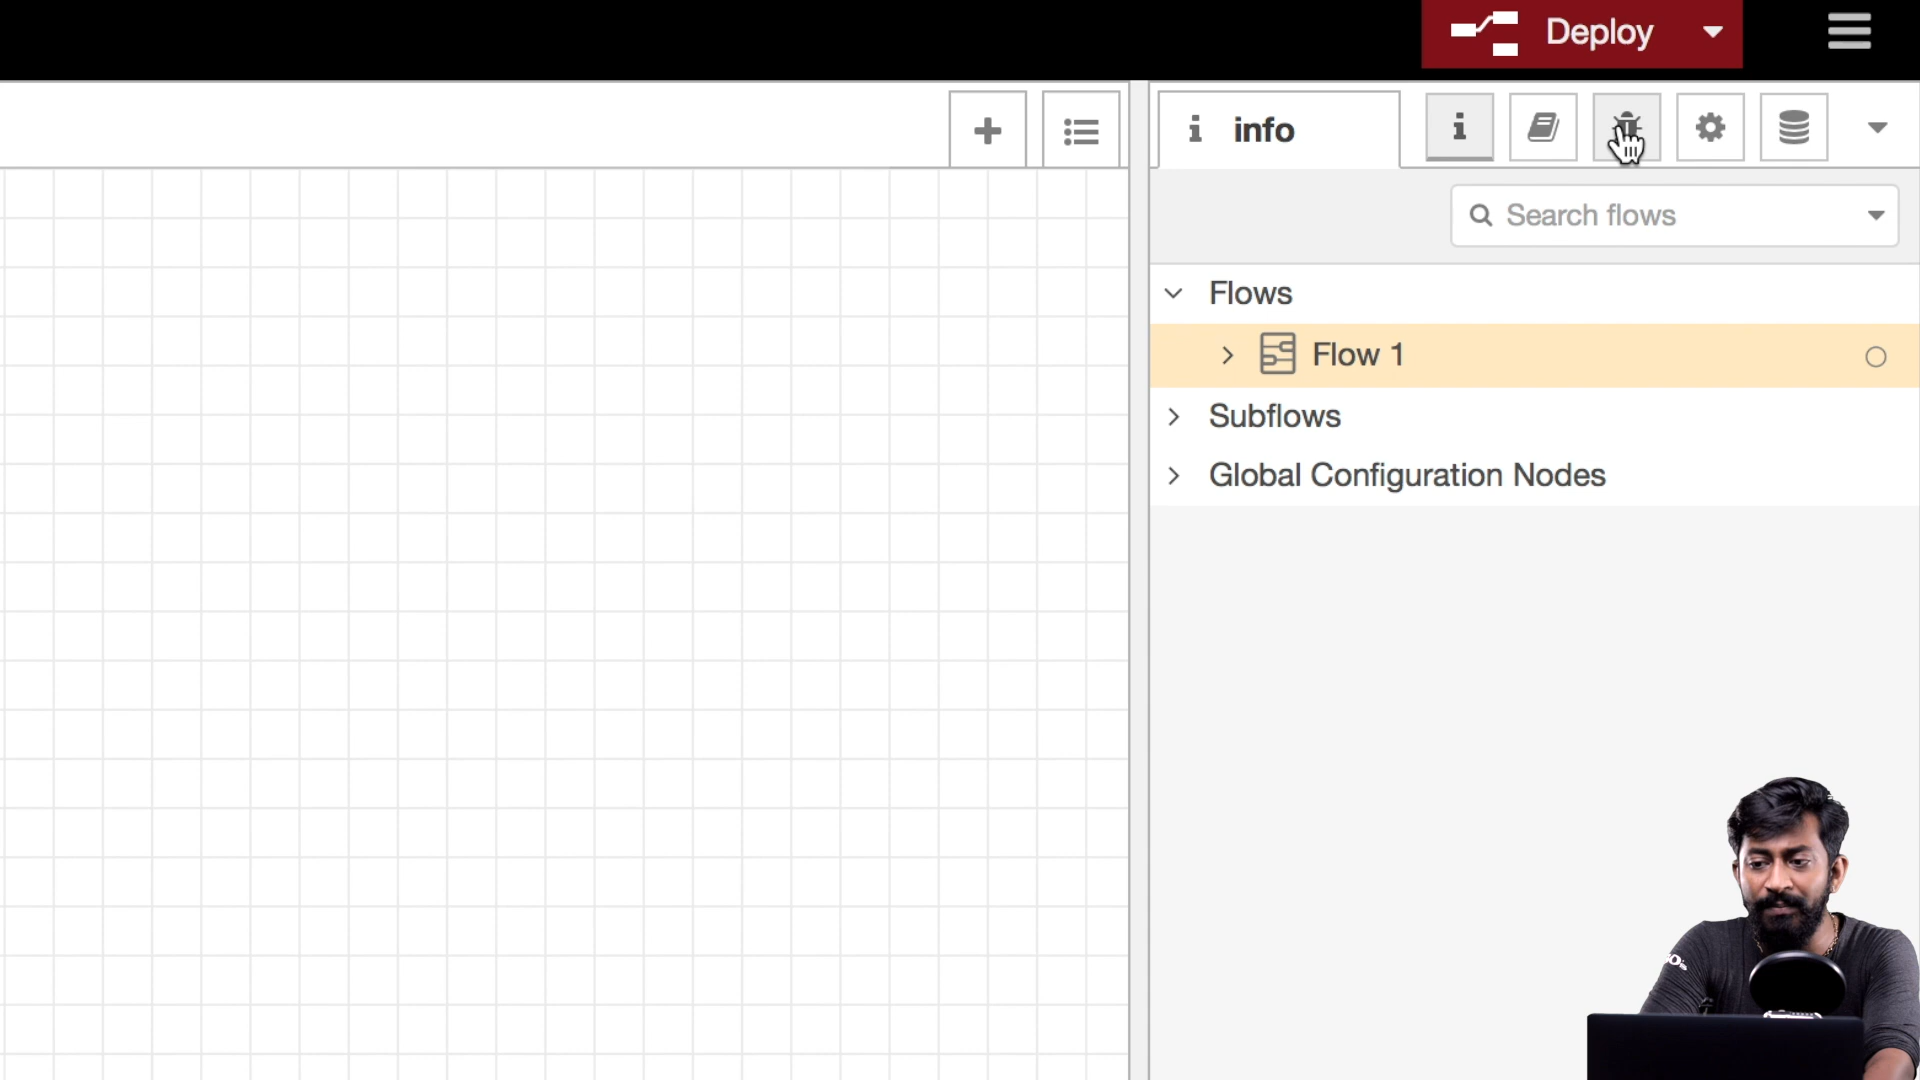 Deploy
info
Search flows
Flows
Flow 1
Subflows
Global Configuration Nodes